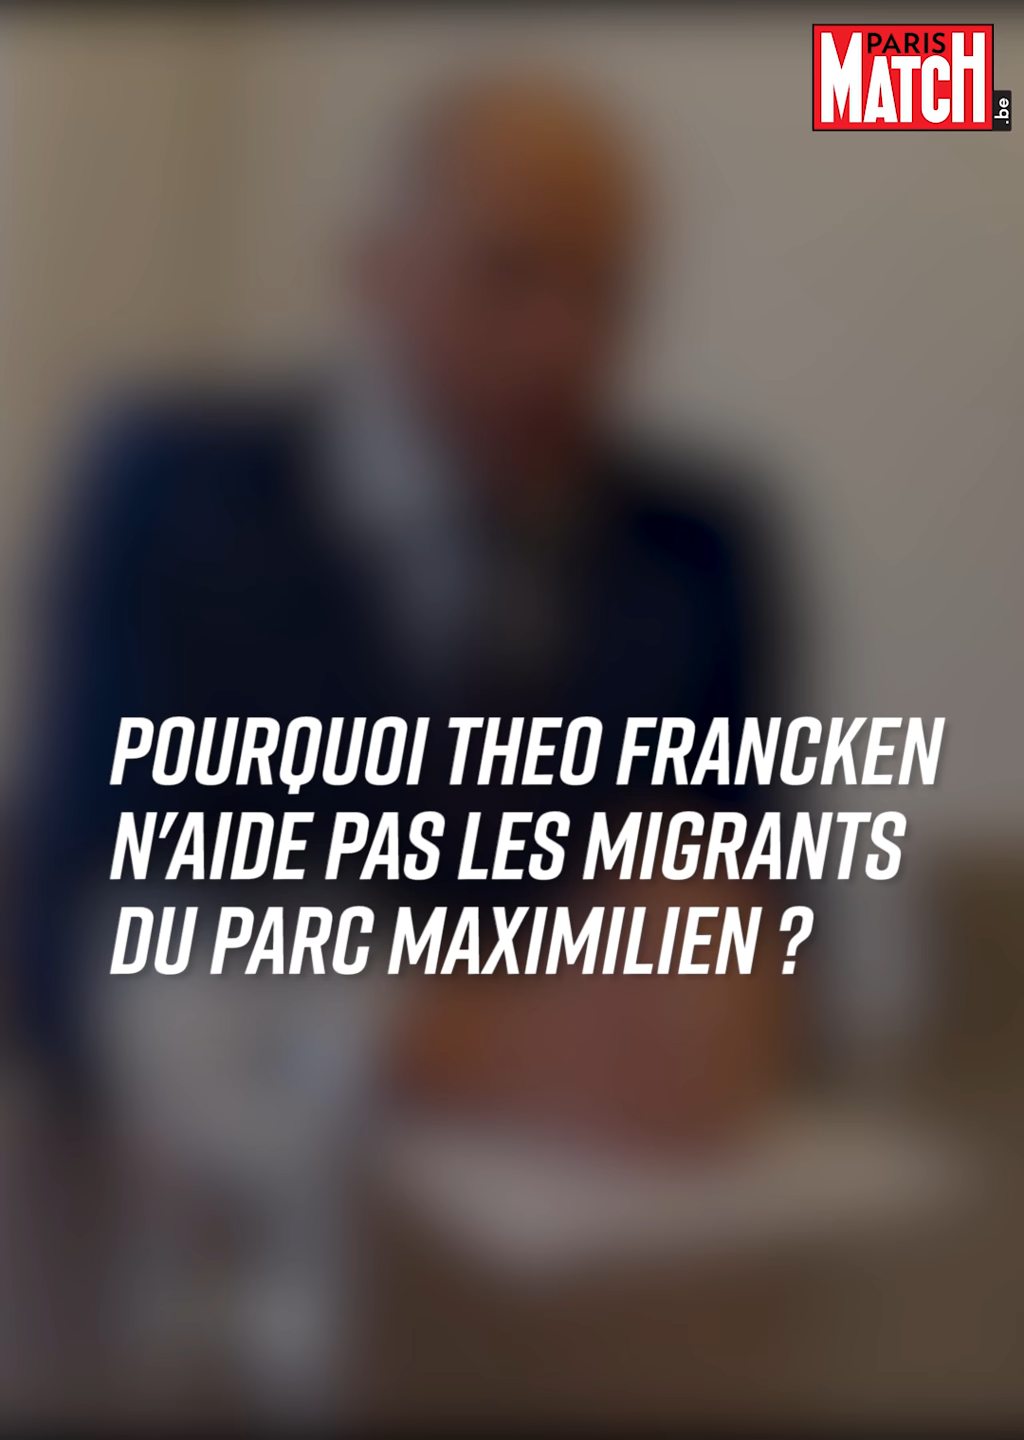 PARIS
MATCH
.be
POURQUOI THEO FRANCKEN
N'AIDE PAS LES MIGRANTS
DU PARC MAXIMILIEN ?